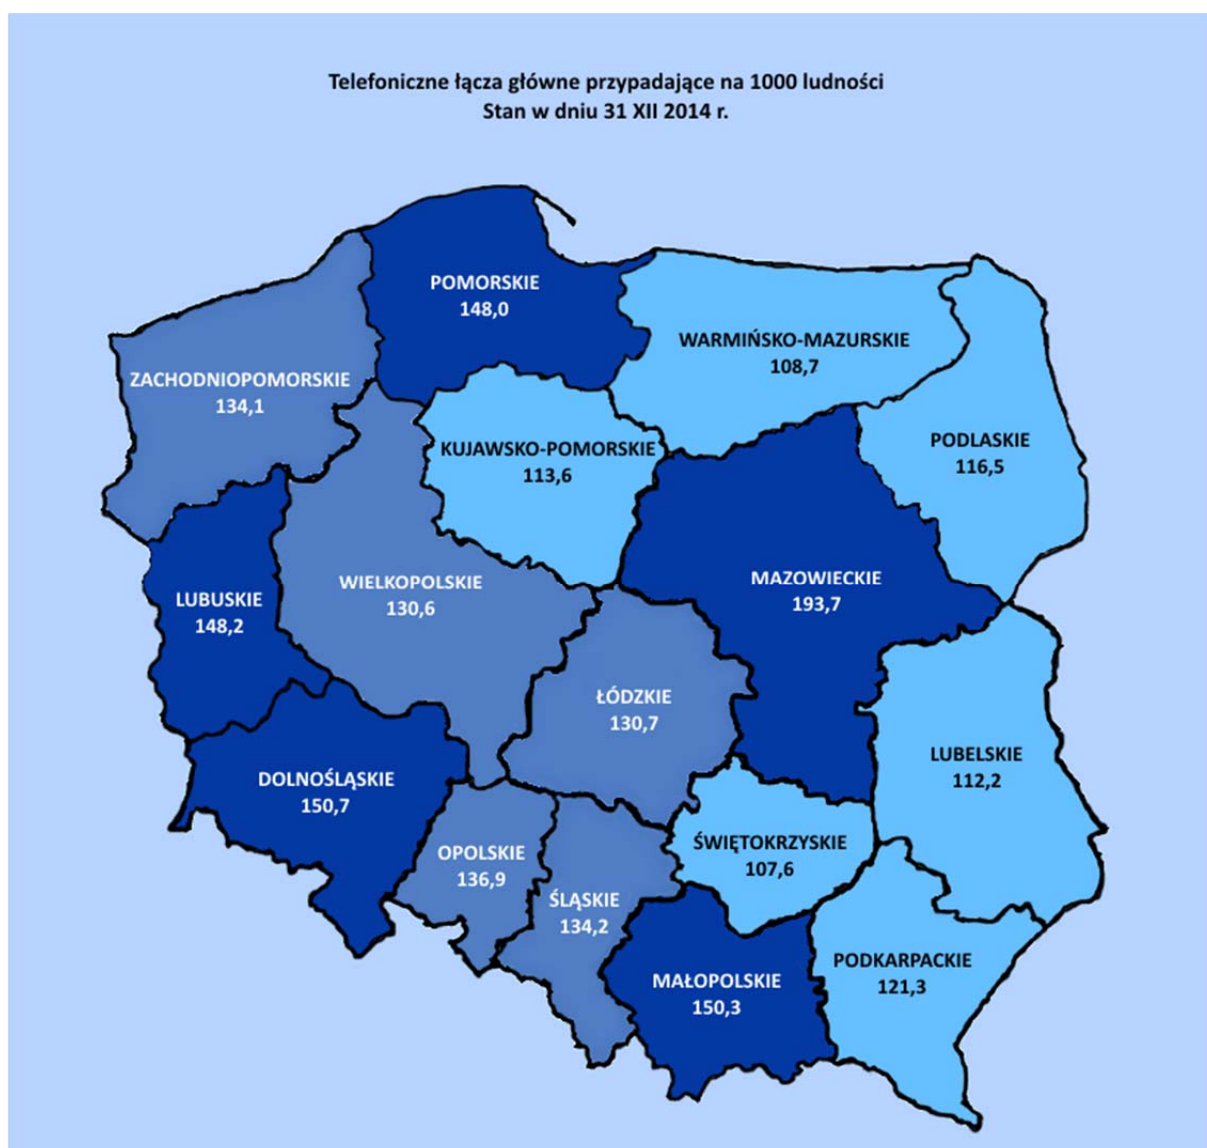 Telefoniczne łącza główne przypadające na 1000 ludności
Stan w dniu 31 XII 2014 r.
POMORSKIE
148,0
WARMIŃSKO-MAZURSKIE
108,7
ZACHODNIOPOMORSKIE
134,1
KUJAWSKO-POMORSKIE
113,6
PODLASKIE
116,5
MAZOWIECKIE
193,7
WIELKOPOLSKIE
130,6
LUBUSKIE
148,2
ŁÓDZKIE
130,7
LUBELSKIE
112,2
DOLNOŚLĄSKIE
150,7
ŚWIĘTOKRZYSKIE
107,6
OPOLSKIE
136,9
ŚLĄSKIE
134,2
PODKARPACKIE
121,3
MAŁOPOLSKIE
150,3